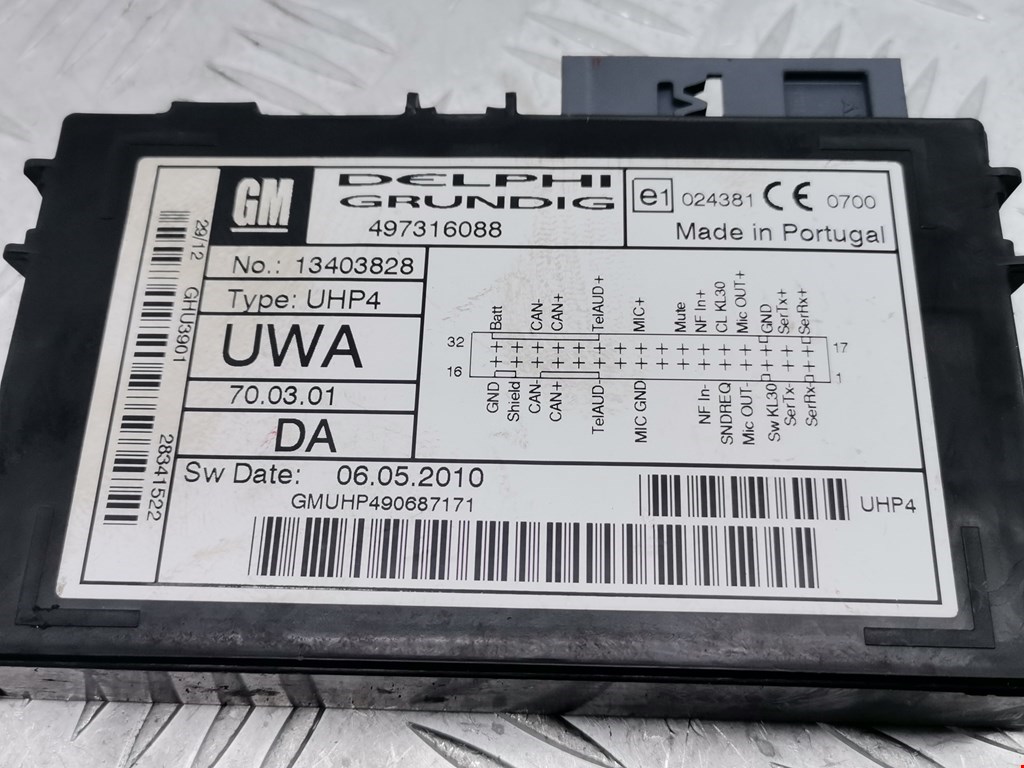 GM
DELPHI
GRUNDIG
497316088
e1 024381 CE 0700
Made in Portugal
29/12
GHU3901
28341522
No.: 13403828
Type: UHP4
UWA
70.03.01
DA
32
16
17
1
Batt
CAN-
CAN+
TelAUD+
MIC+
Mute
NF In+
CL KL30
Mic OUT+
GND
SerTx+
SerRx+
GND
Shield
CAN-
CAN+
TelAUD-
MIC GND
NF In-
SNDREQ
Mic OUT-
Sw KL30
SerTx-
SerRx-
Sw Date: 06.05.2010
GMUHP490687171
UHP4